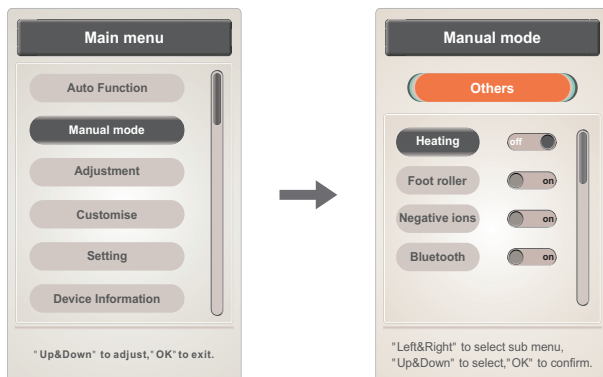 Main menu
Auto Function
Manual mode
Adjustment
Customise
Setting
Device Information
"Up&Down" to adjust,"OK"to exit.
Manual mode
Others
Heating off
Foot roller on
Negative ions on
Bluetooth on
"Left&Right" to select sub menu,
"Up&Down" to select,"OK" to confirm.